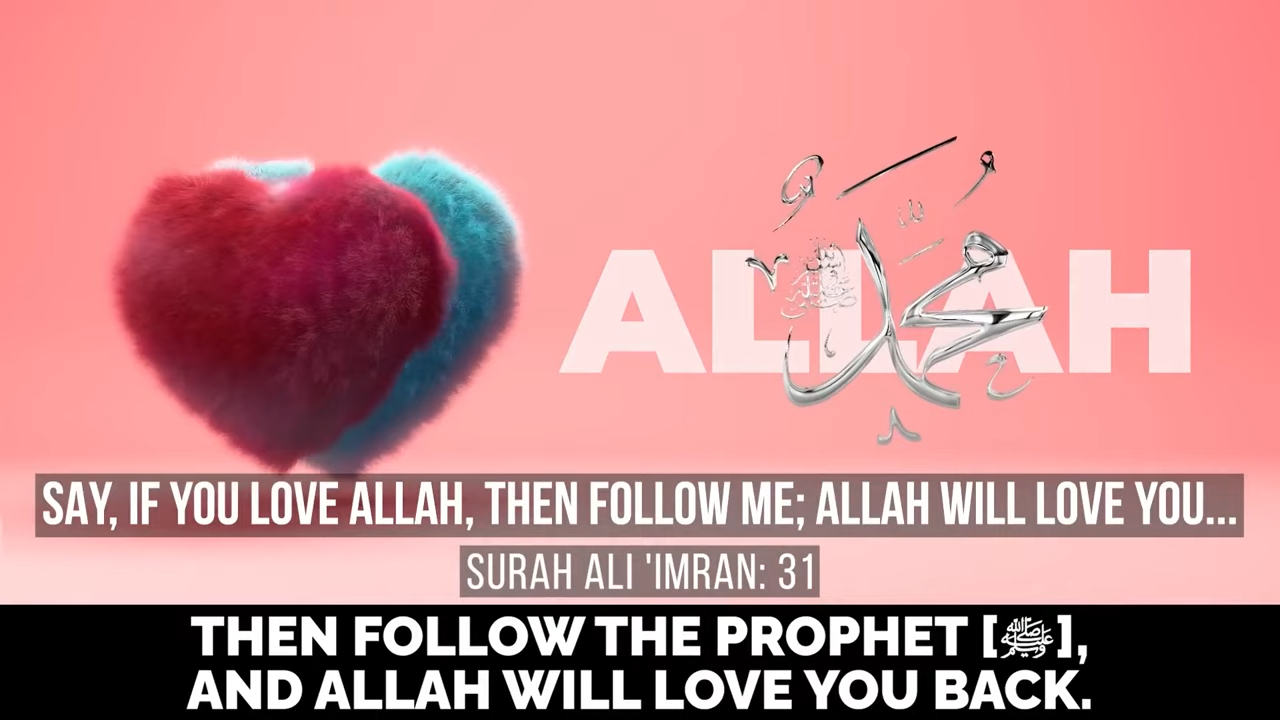 ALLAH
محمد
SAY, IF YOU LOVE ALLAH, THEN FOLLOW ME; ALLAH WILL LOVE YOU...
SURAH ALI 'IMRAN: 31
THEN FOLLOW THE PROPHET [ﷺ],
AND ALLAH WILL LOVE YOU BACK.